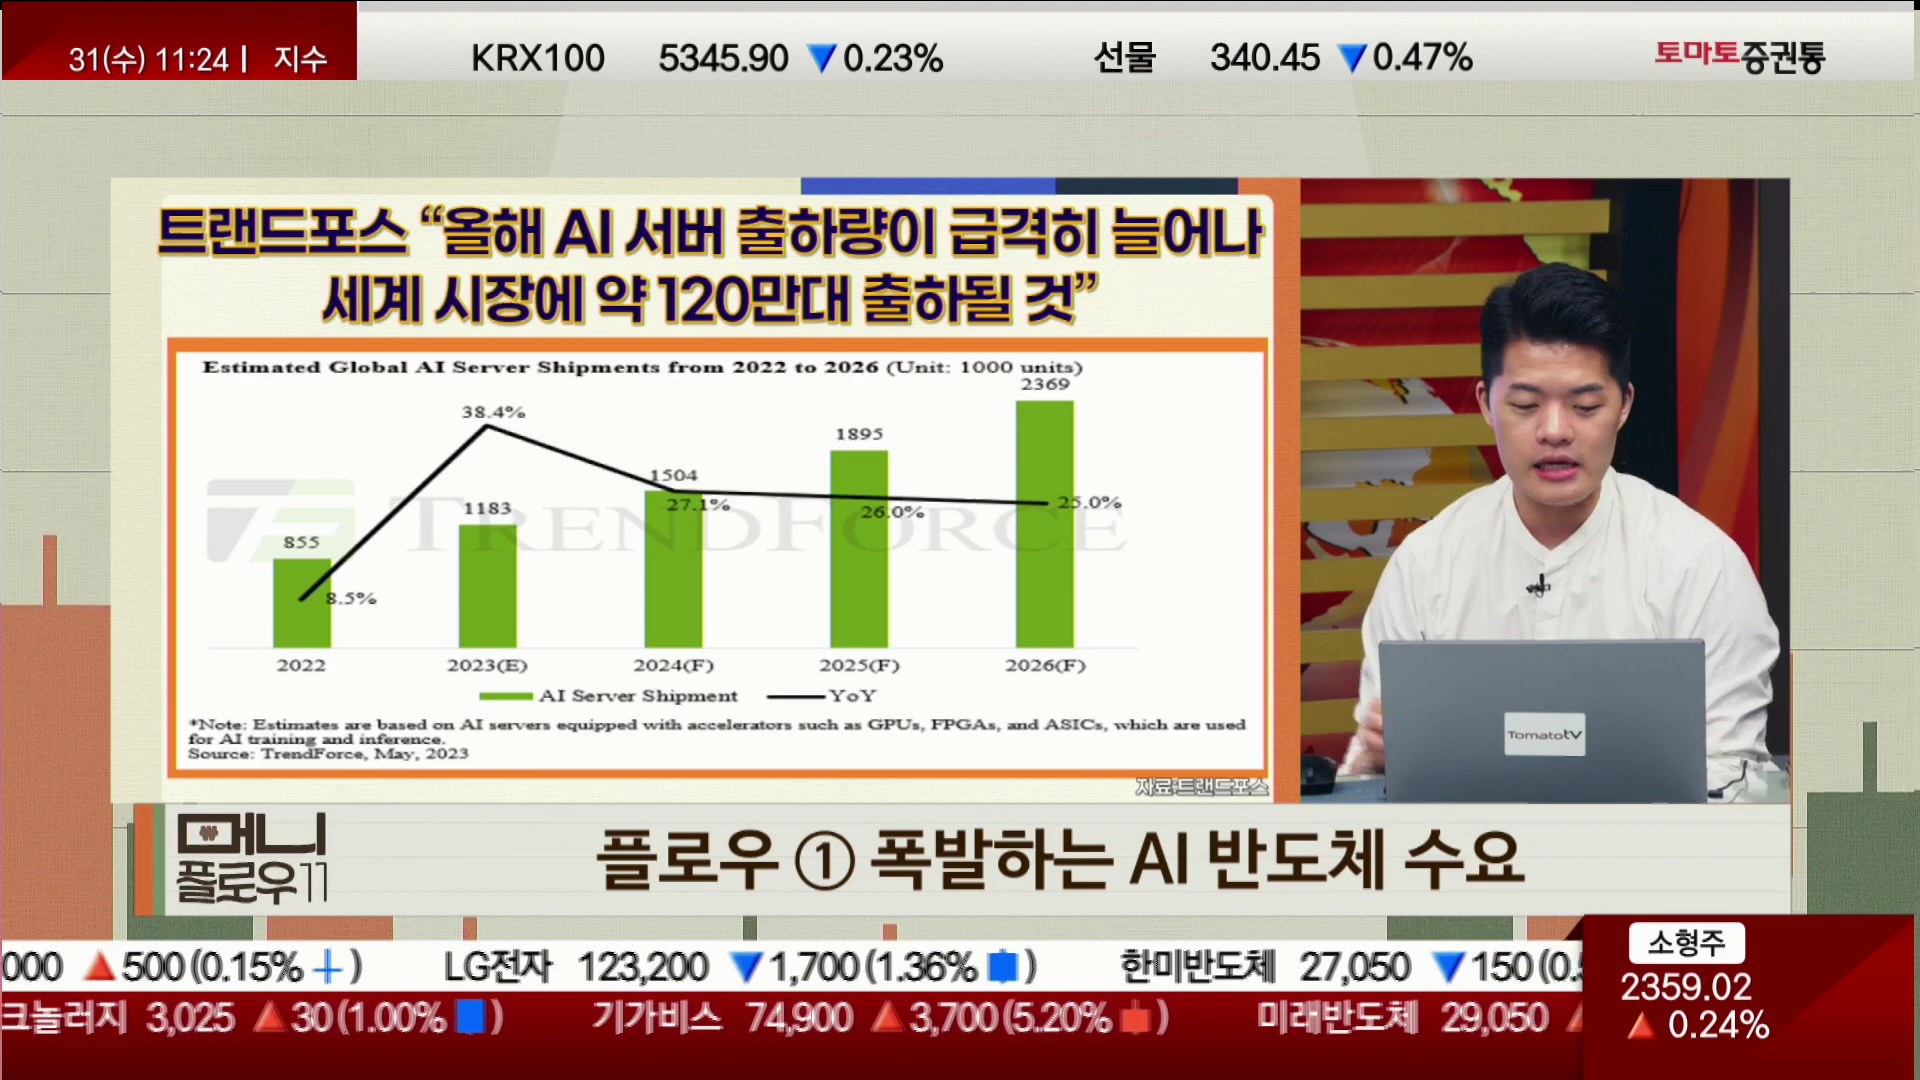 31(수) 11:24 | 지수
KRX100 5345.90 ▼0.23% 선물 340.45 ▼0.47%
토마토증권통
트랜드포스 “올해 AI 서버 출하량이 급격히 늘어나
세계 시장에 약 120만대 출하될 것”
Estimated Global AI Server Shipments from 2022 to 2026 (Unit: 1000 units)
2369
38.4%
1895
1504
27.1%
26.0%
25.0%
1183
855
8.5%
TRENDFORCE
2022 2023(E) 2024(F) 2025(F) 2026(F)
AI Server Shipment YoY
*Note: Estimates are based on AI servers equipped with accelerators such as GPUs, FPGAs, and ASICs, which are used
for AI training and inference.
Source: TrendForce, May, 2023
자료:트랜드포스
Tomatotv
머니
플로우11
플로우 ① 폭발하는 AI 반도체 수요
000 ▲500(0.15% ) LG전자 123,200 ▼1,700(1.36% ) 한미반도체 27,050 ▼150(0.
크놀러지 3,025 ▲30(1.00% ) 기가비스 74,900 ▲3,700(5.20% ) 미래반도체 29,050
소형주
2359.02
▲ 0.24%